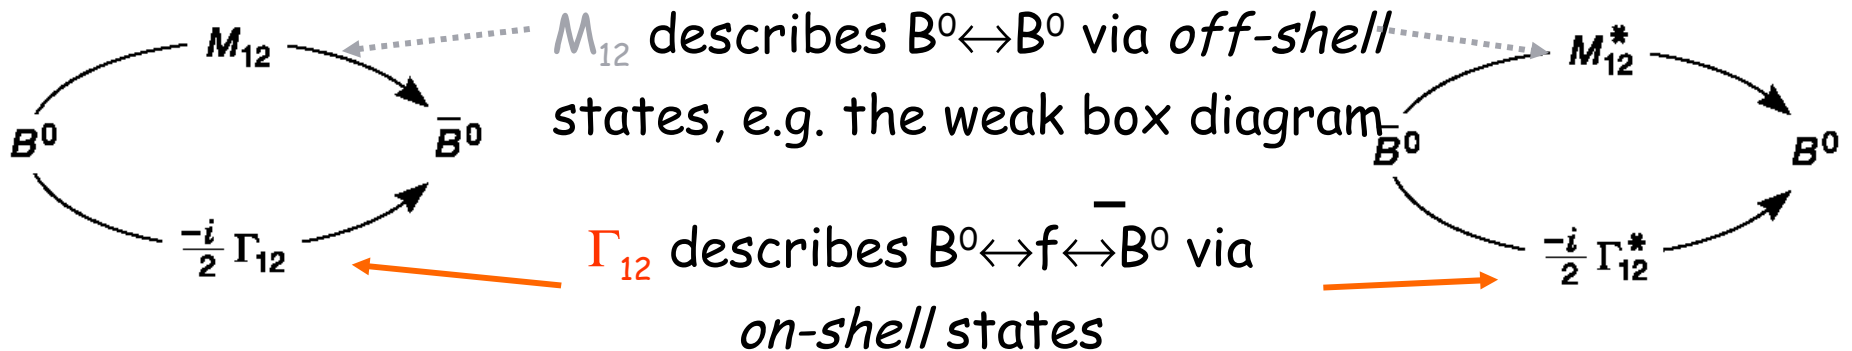 M₁₂ M₁₂ describes B⁰↔B⁰ via off-shell M*₁₂
B⁰ B̅⁰ states, e.g. the weak box diagram B̅⁰ B⁰
-i/2 Γ₁₂ Γ₁₂ describes B⁰↔f↔B̅⁰ via -i/2 Γ*₁₂
on-shell states